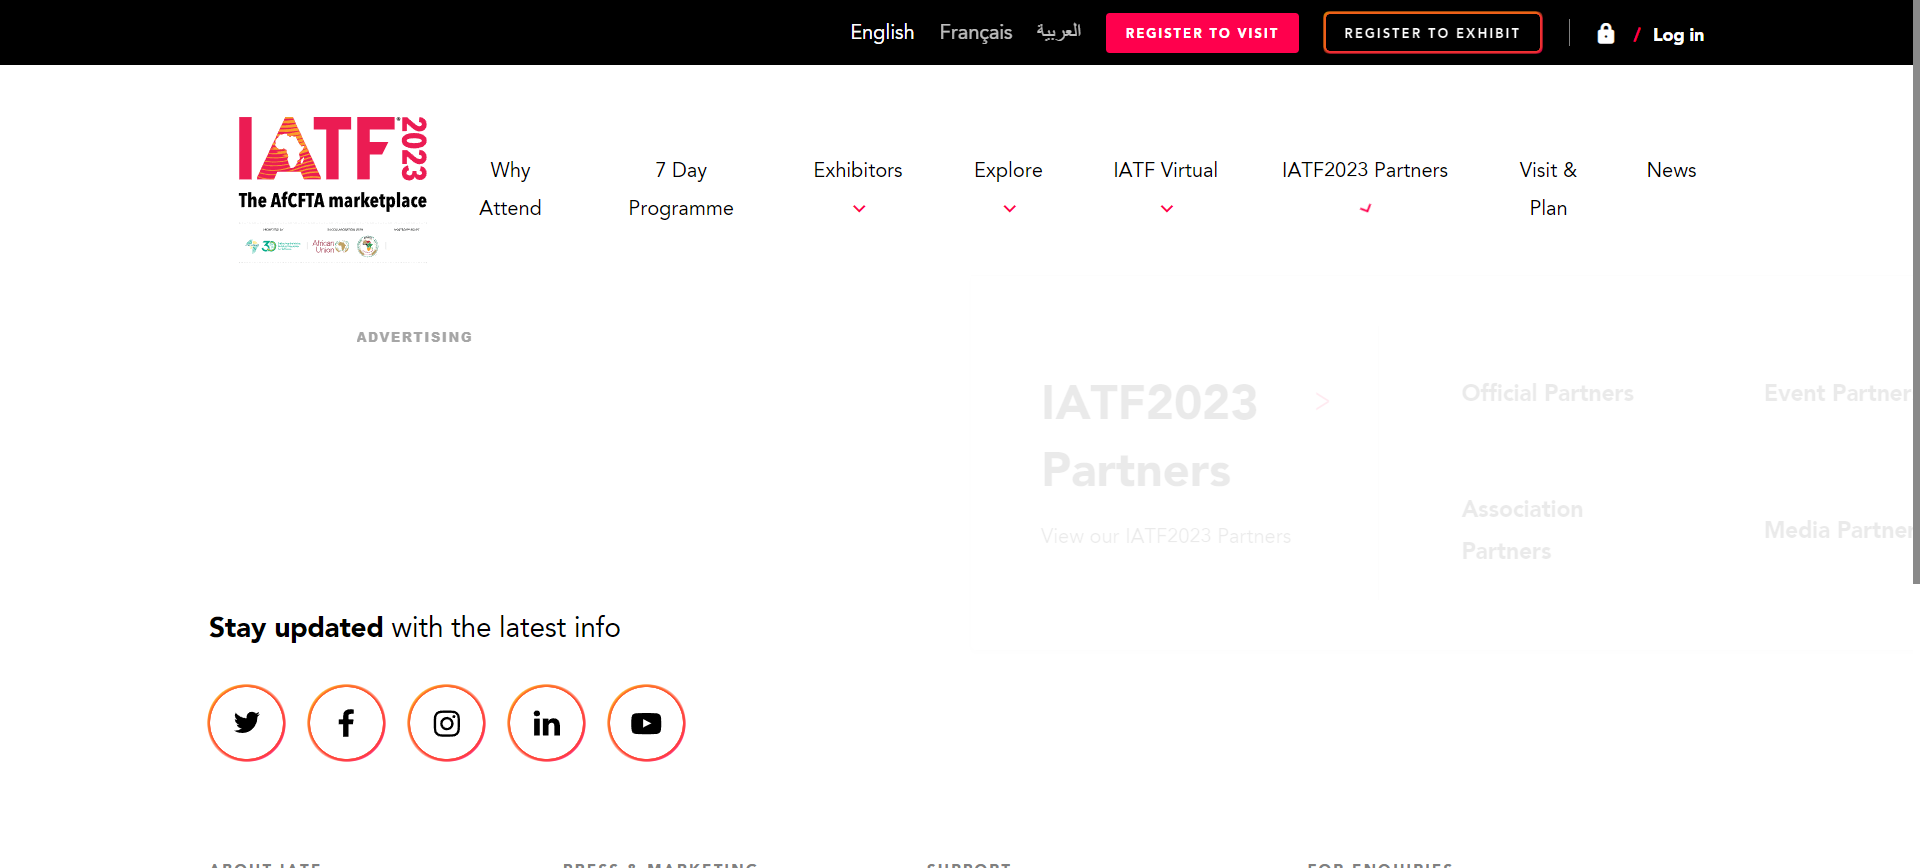 English Français العربية REGISTER TO VISIT REGISTER TO EXHIBIT / Log in
IATF 2023
The AfCFTA marketplace
African Union
Why Attend
7 Day Programme
Exhibitors
Explore
IATF Virtual
IATF2023 Partners
Visit & Plan
News
ADVERTISING
IATF2023 >
Partners
View our IATF2023 Partners
Official Partners
Event Partner
Association
Partners
Media Partner
Stay updated with the latest info
ABOUT IATF PRESS & MARKETING SUPPORT FOR ENQUIRIES